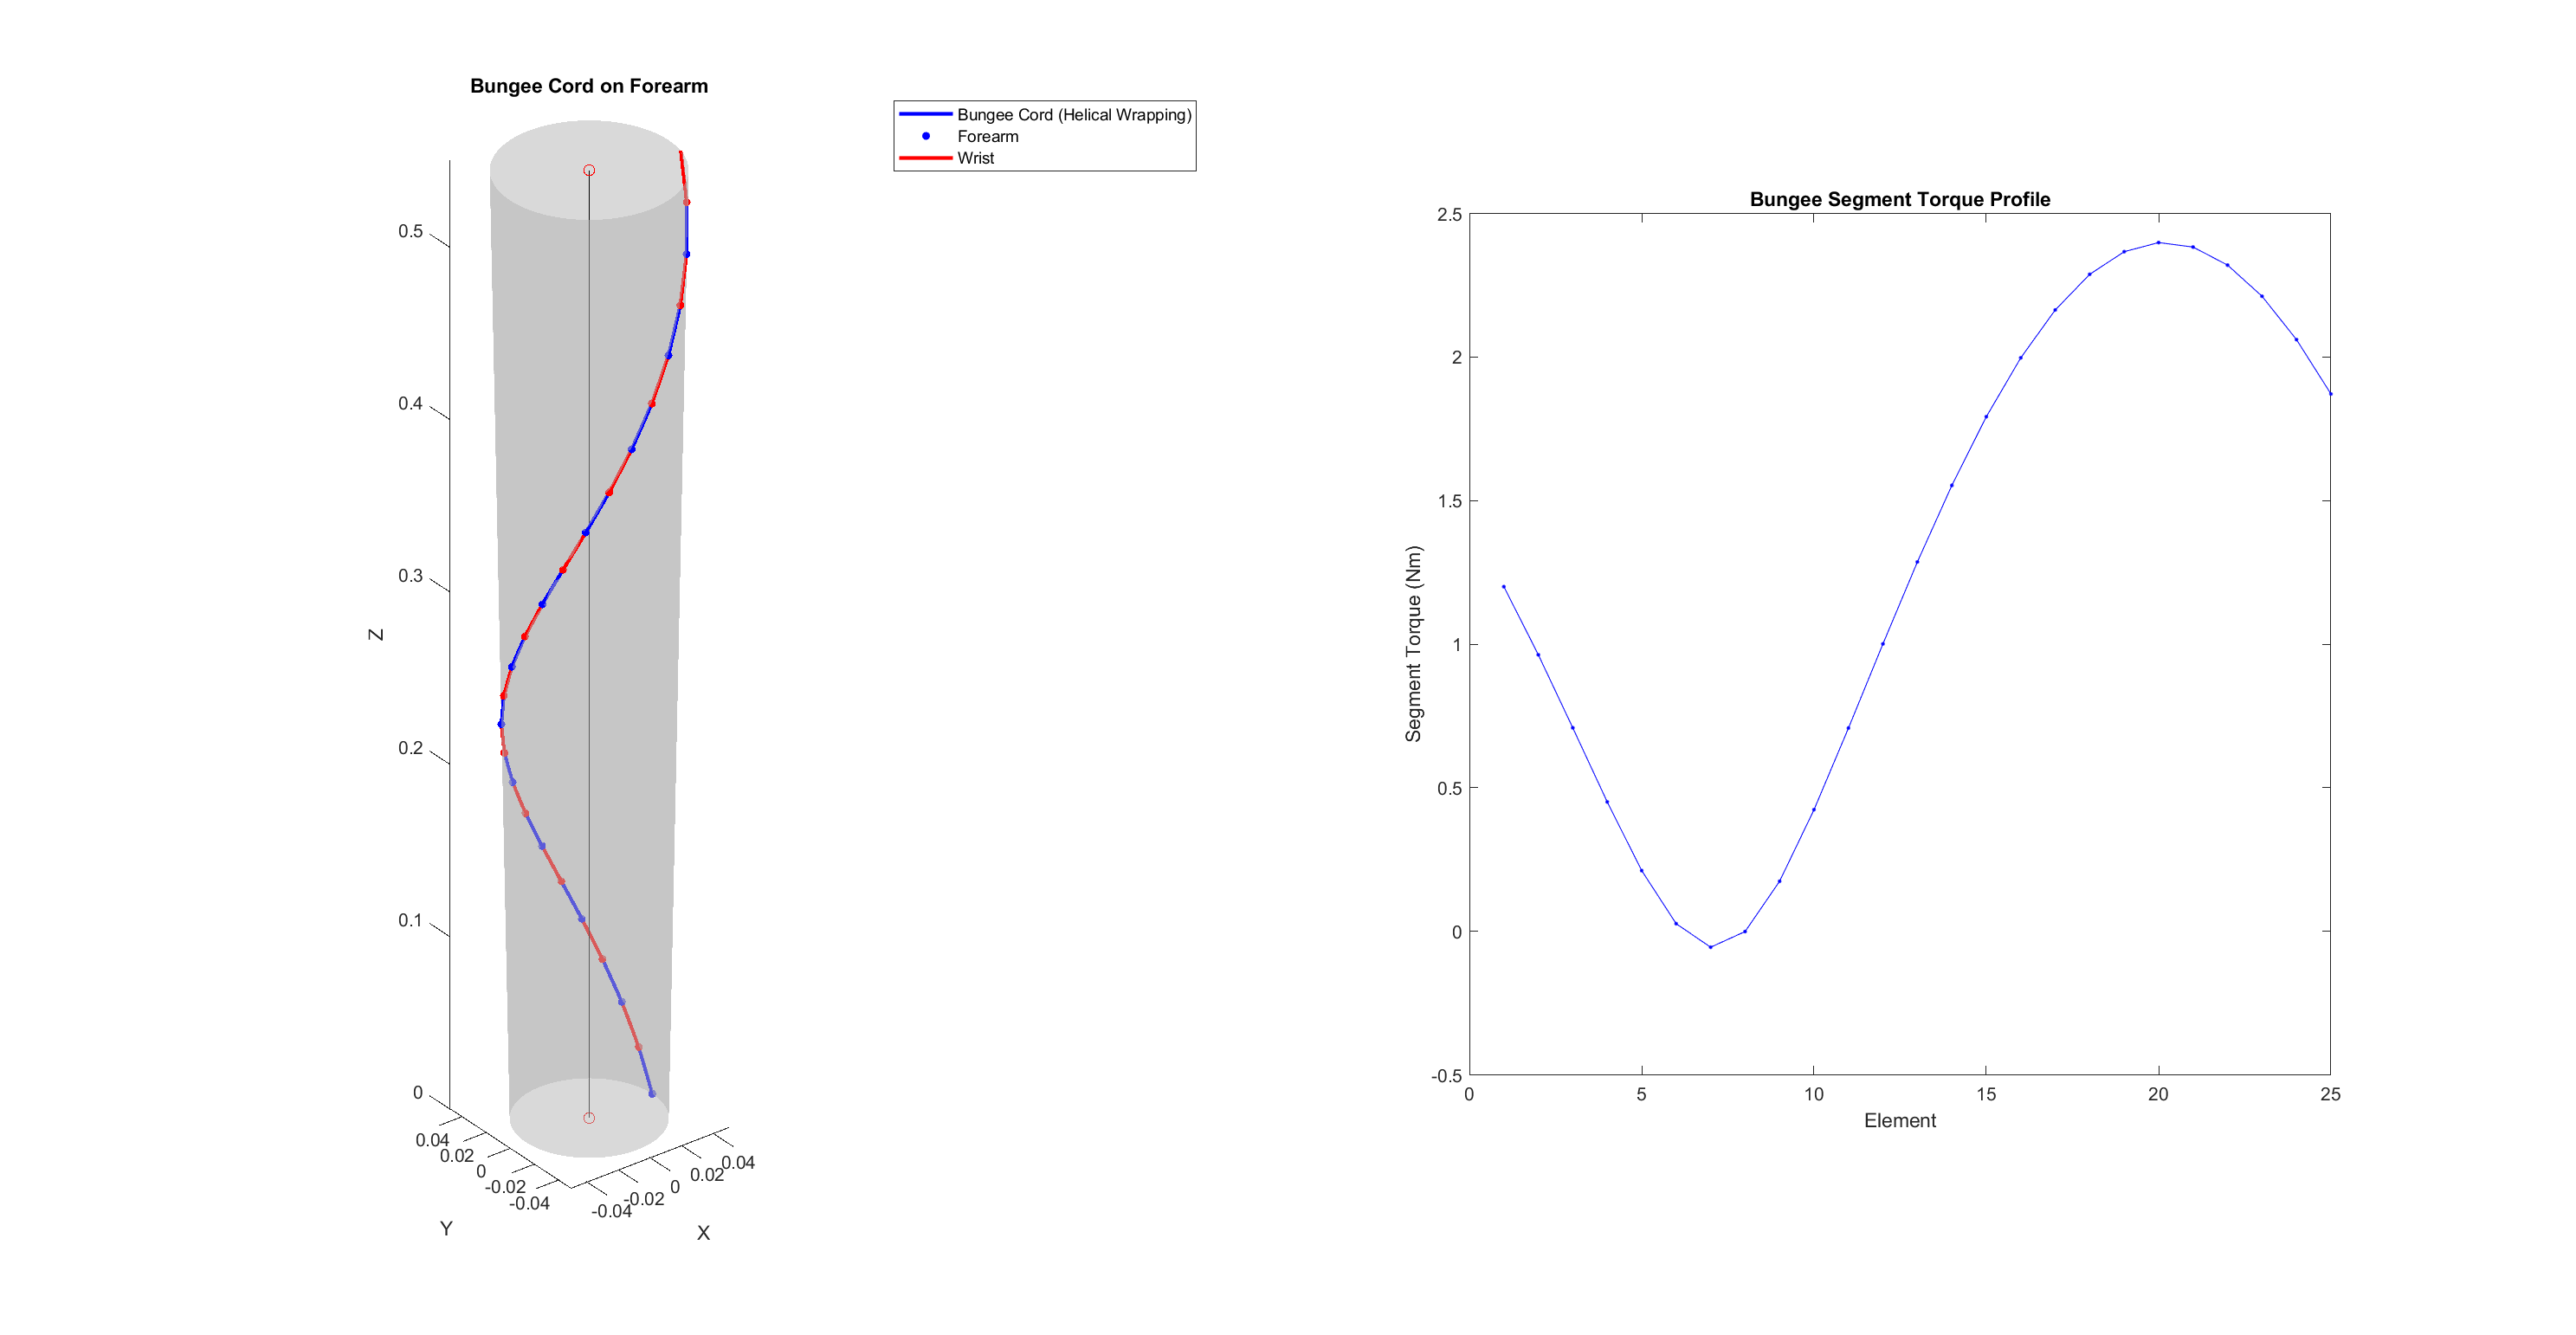 Bungee Cord on Forearm
Bungee Cord (Helical Wrapping)
Forearm
Wrist
0.5
0.4
0.3
0.2
0.1
0
Z
0.04
0.02
0
-0.02
-0.04
Y
-0.04
-0.02
0
0.02
0.04
X
Bungee Segment Torque Profile
2.5
2
1.5
1
0.5
0
-0.5
Segment Torque (Nm)
0 5 10 15 20 25
Element